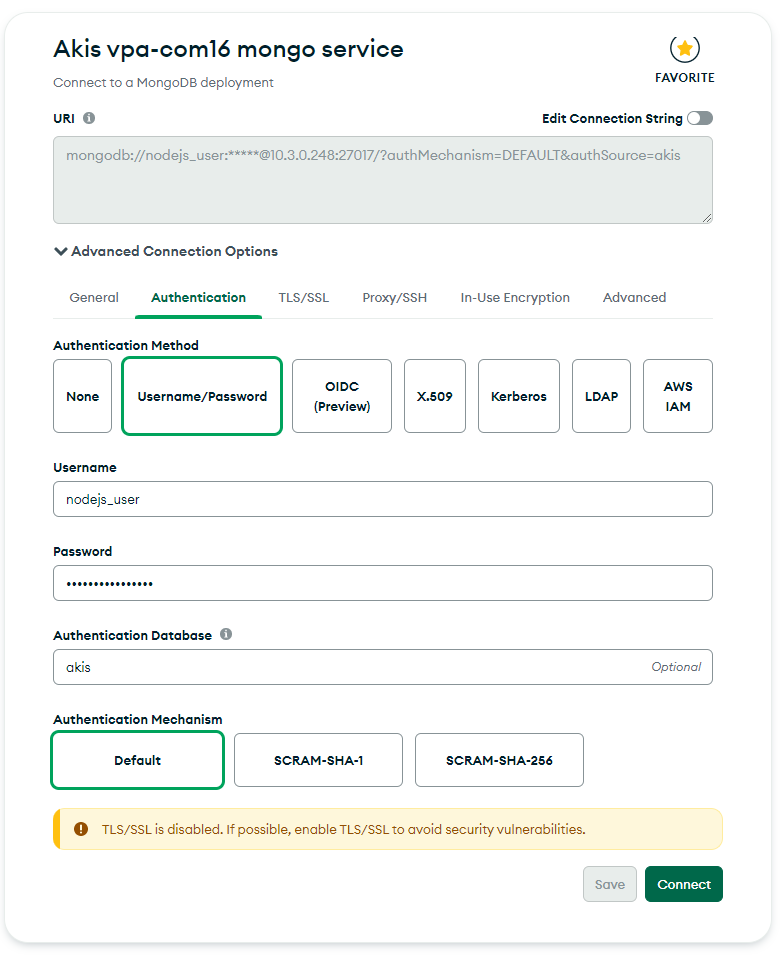 Akis vpa-com16 mongo service
FAVORITE
Connect to a MongoDB deployment
URI
Edit Connection String
mongodb://nodejs_user:*****@10.3.0.248:27017/?authMechanism=DEFAULT&authSource=akis
Advanced Connection Options
General Authentication TLS/SSL Proxy/SSH In-Use Encryption Advanced
Authentication Method
None Username/Password OIDC (Preview) X.509 Kerberos LDAP AWS IAM
Username
nodejs_user
Password
••••••••••••••••
Authentication Database
akis Optional
Authentication Mechanism
Default SCRAM-SHA-1 SCRAM-SHA-256
TLS/SSL is disabled. If possible, enable TLS/SSL to avoid security vulnerabilities.
Save Connect